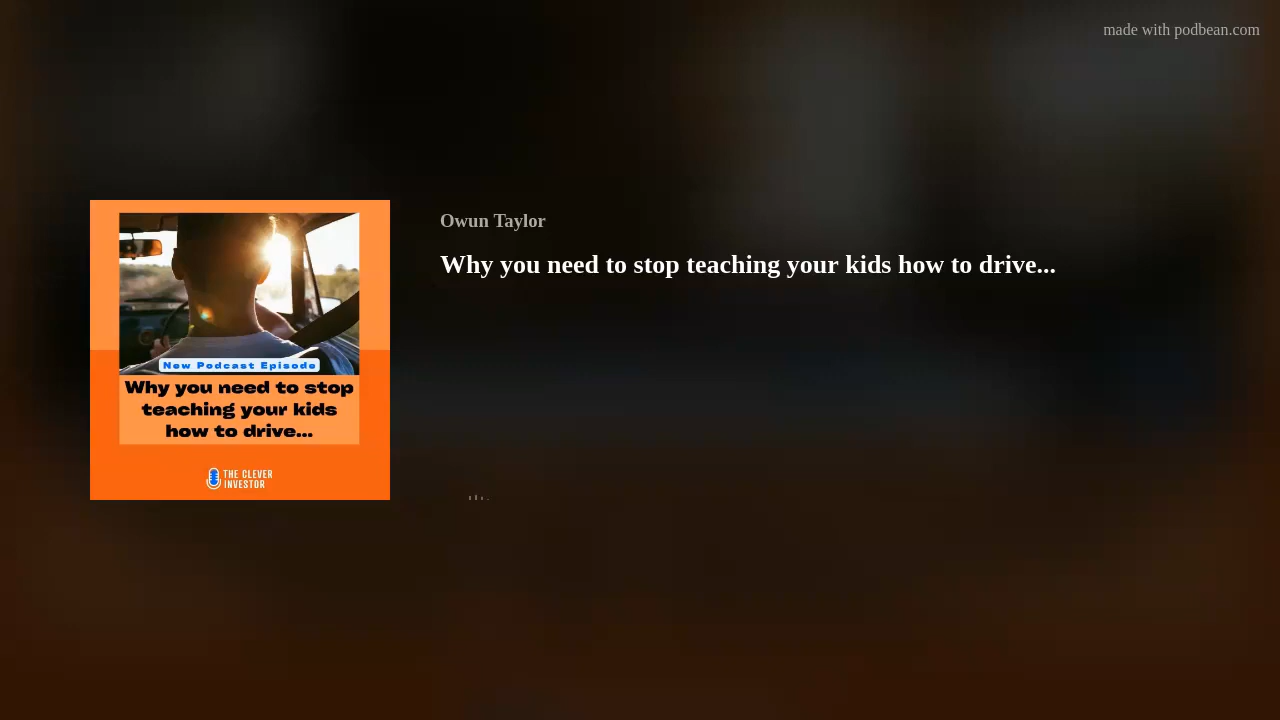 made with podbean.com
Owun Taylor
Why you need to stop teaching your kids how to drive...
New Podcast Episode
Why you need to stop
teaching your kids
how to drive...
THE CLEVER
INVESTOR